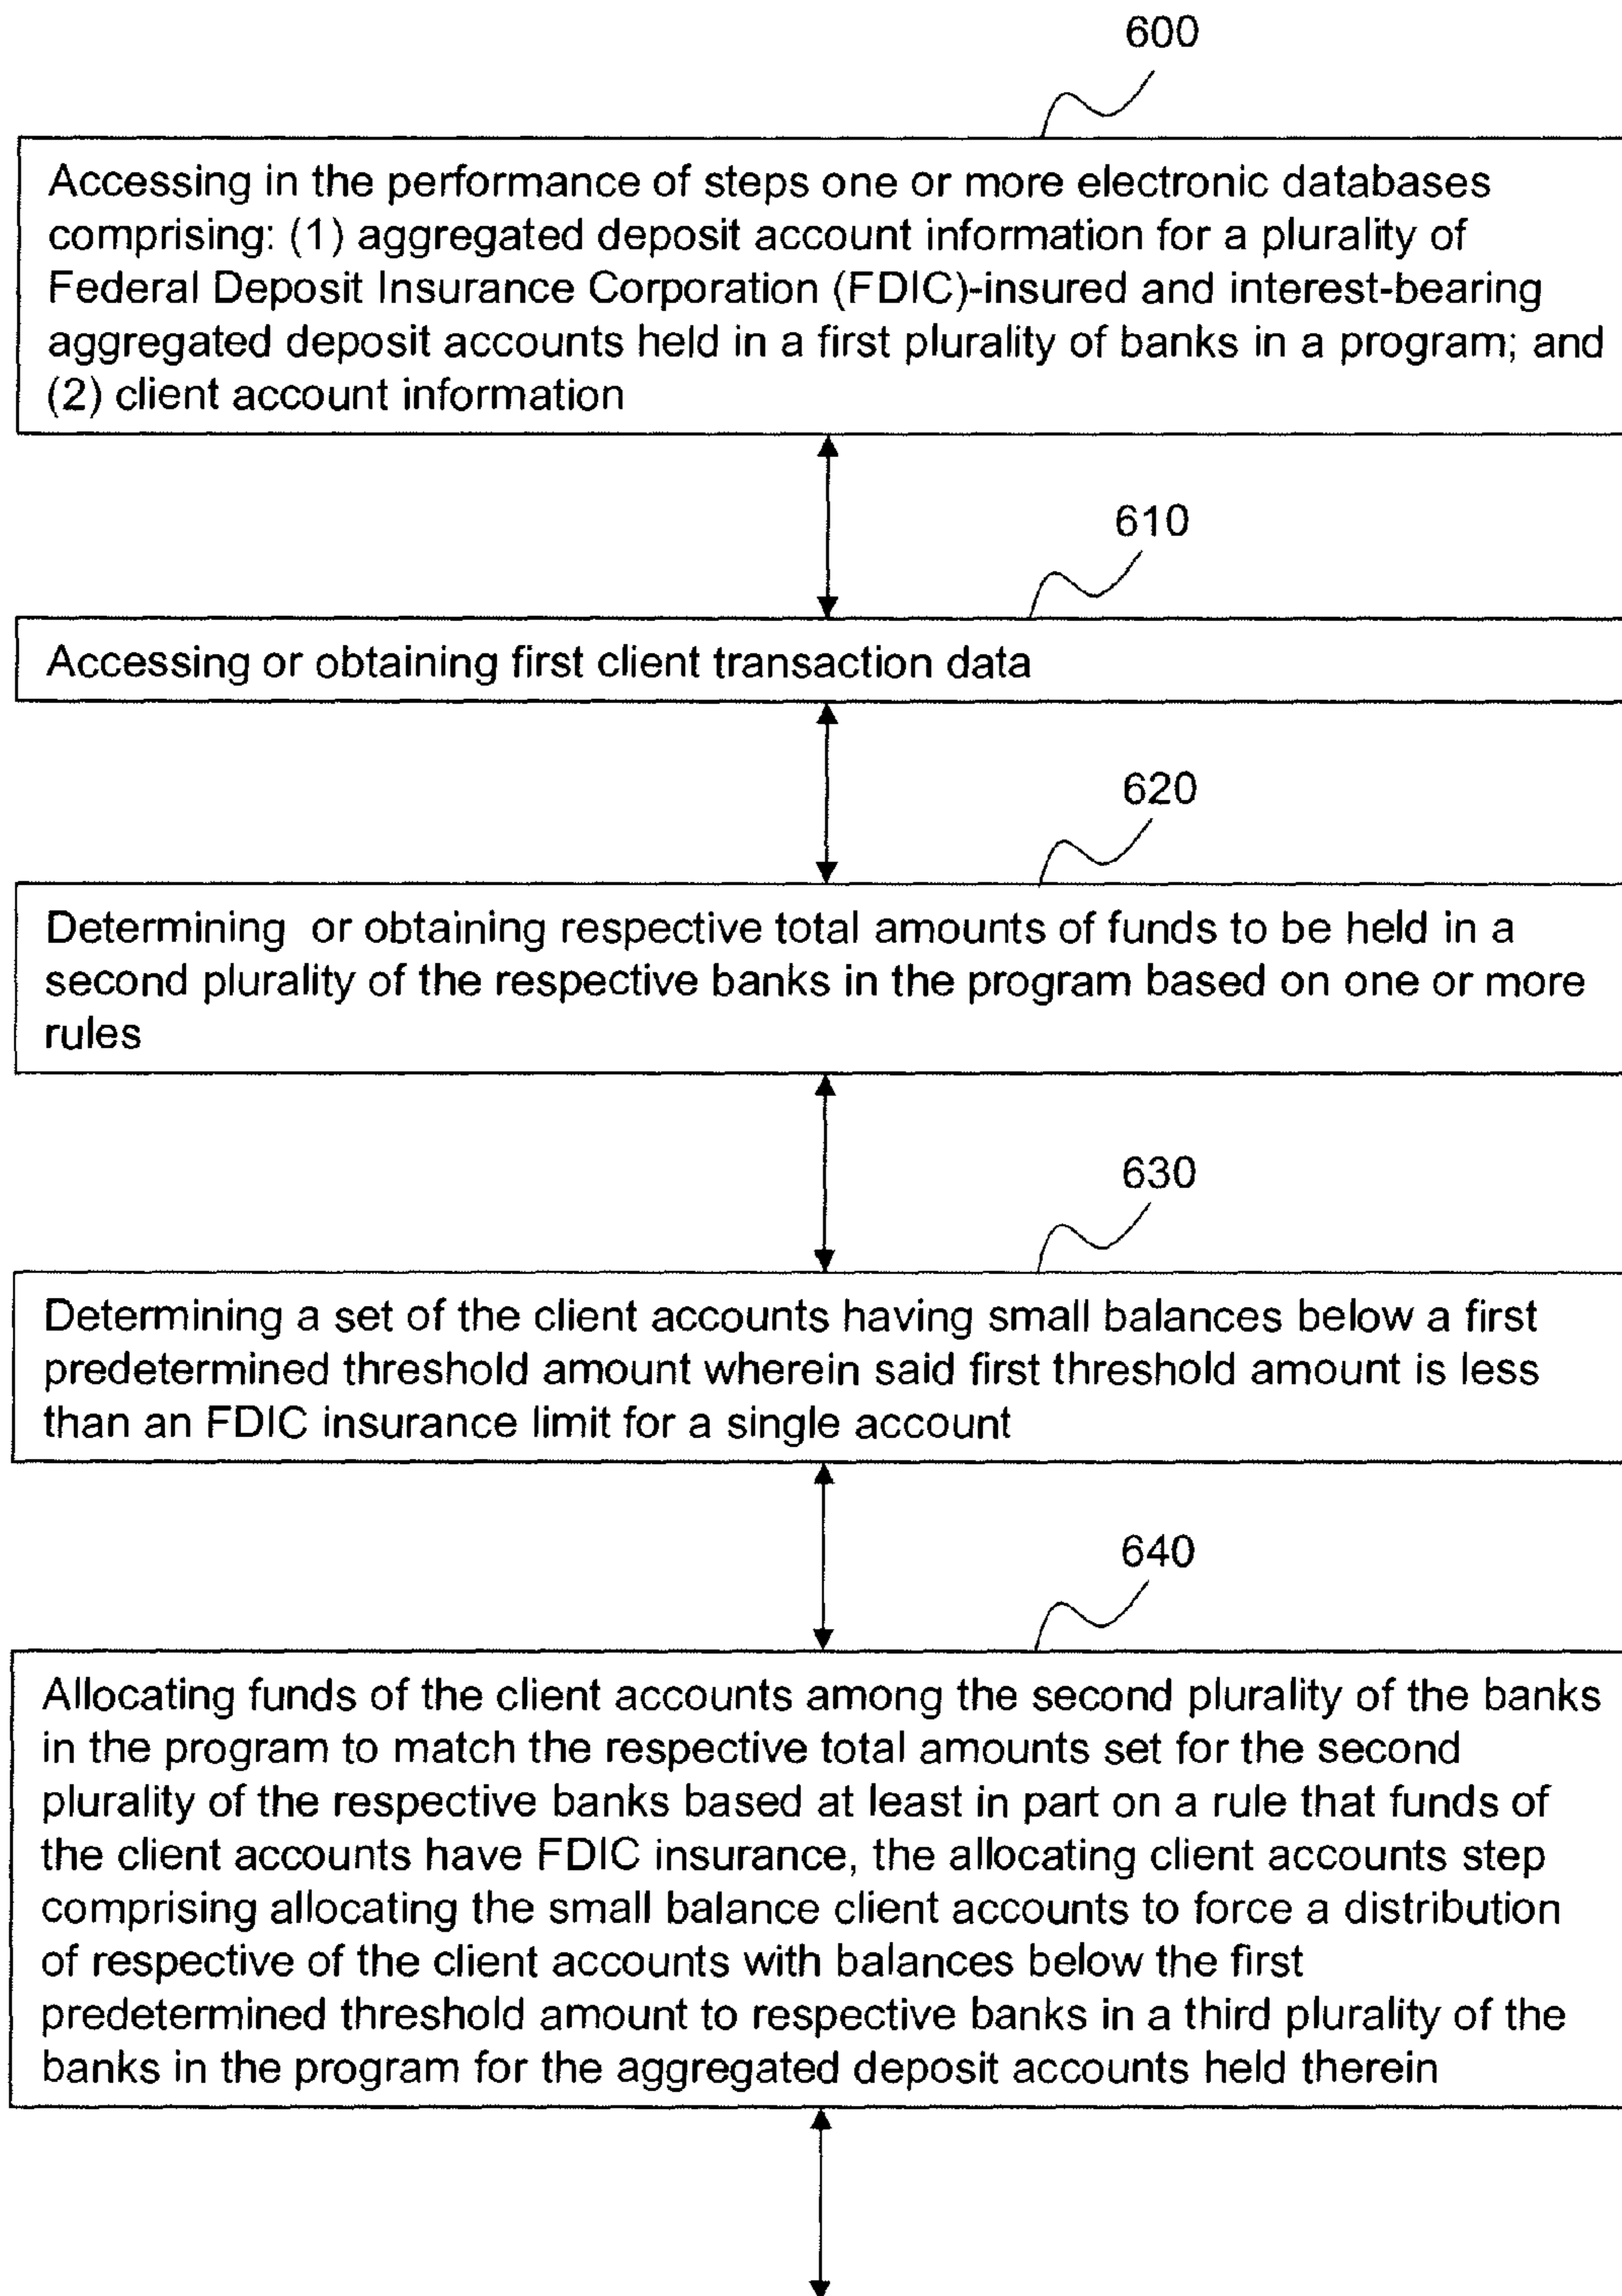 600
Accessing in the performance of steps one or more electronic databases
comprising: (1) aggregated deposit account information for a plurality of
Federal Deposit Insurance Corporation (FDIC)-insured and interest-bearing
aggregated deposit accounts held in a first plurality of banks in a program; and
(2) client account information
610
Accessing or obtaining first client transaction data
620
Determining or obtaining respective total amounts of funds to be held in a
second plurality of the respective banks in the program based on one or more
rules
630
Determining a set of the client accounts having small balances below a first
predetermined threshold amount wherein said first threshold amount is less
than an FDIC insurance limit for a single account
640
Allocating funds of the client accounts among the second plurality of the banks
in the program to match the respective total amounts set for the second
plurality of the respective banks based at least in part on a rule that funds of
the client accounts have FDIC insurance, the allocating client accounts step
comprising allocating the small balance client accounts to force a distribution
of respective of the client accounts with balances below the first
predetermined threshold amount to respective banks in a third plurality of the
banks in the program for the aggregated deposit accounts held therein